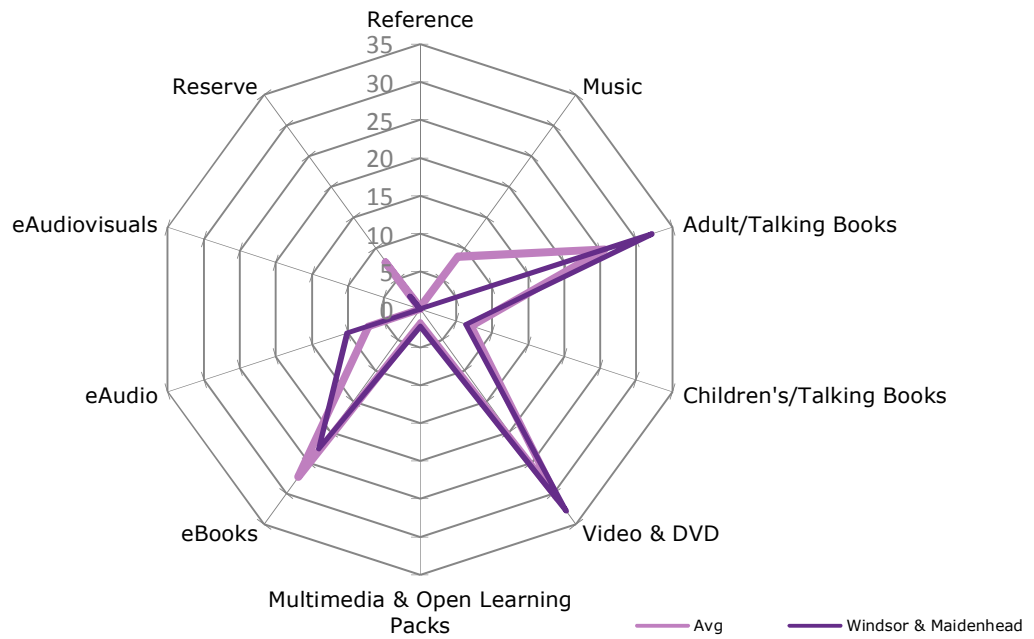 Reference
35
30
25
20
15
10
5
0
Music
Adult/Talking Books
Children's/Talking Books
Video & DVD
Multimedia & Open Learning
Packs
eBooks
eAudio
eAudiovisuals
Reserve
Avg
Windsor & Maidenhead